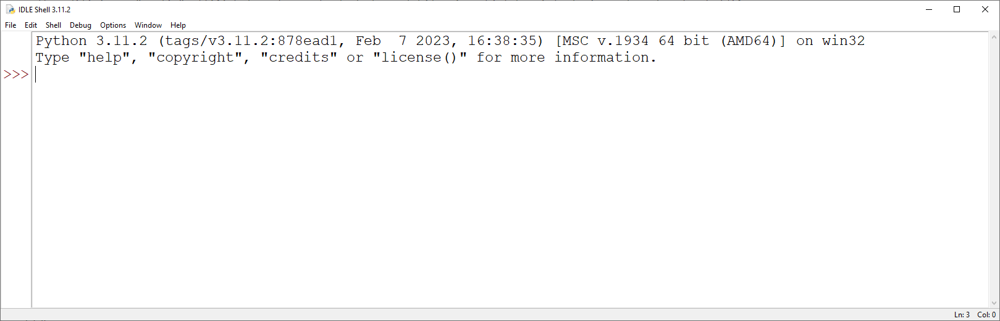 IDLE Shell 3.11.2
File Edit Shell Debug Options Window Help
Python 3.11.2 (tags/v3.11.2:878ead1, Feb  7 2023, 16:38:35) [MSC v.1934 64 bit (AMD64)] on win32
Type "help", "copyright", "credits" or "license()" for more information.
>>>
Ln: 3 Col: 0